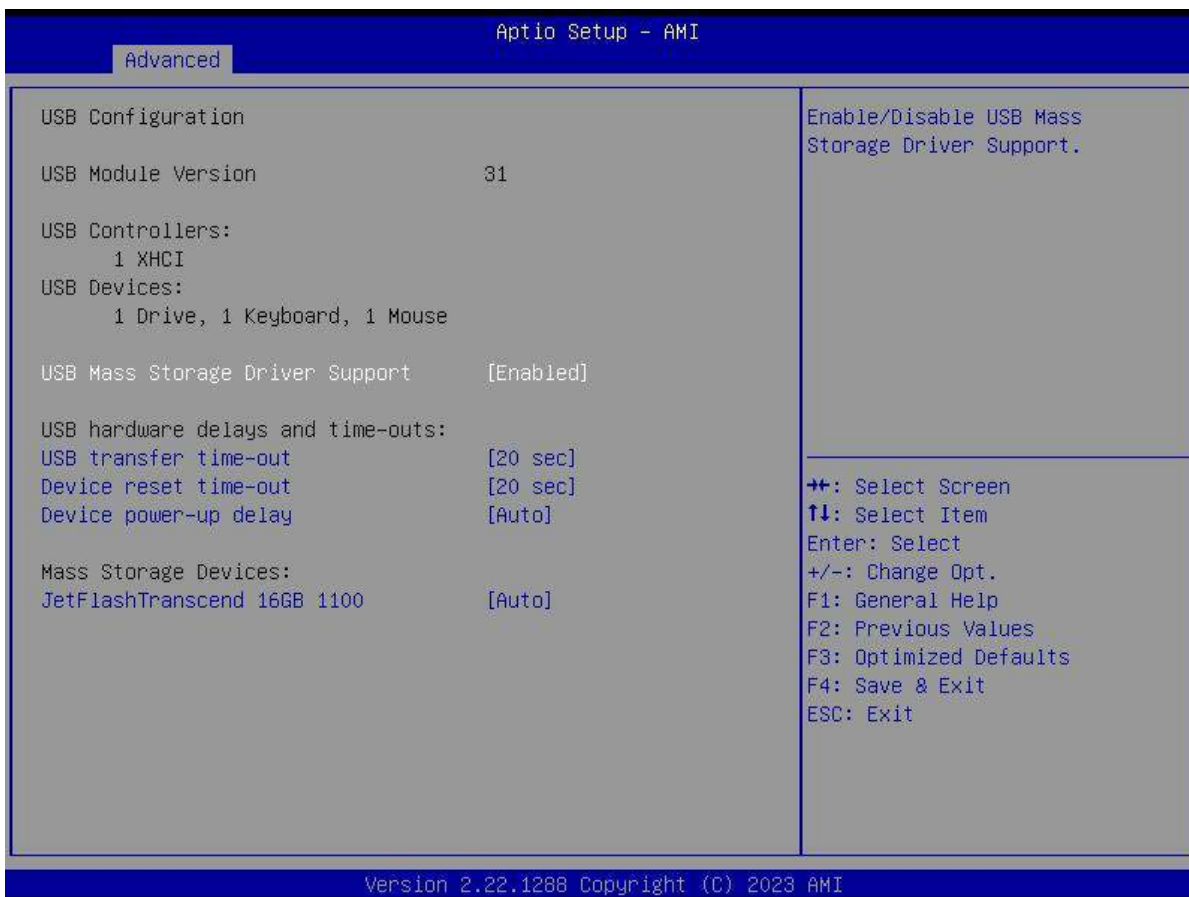 Aptio Setup – AMI
Advanced
USB Configuration
USB Module Version 31
USB Controllers:
1 XHCI
USB Devices:
1 Drive, 1 Keyboard, 1 Mouse
USB Mass Storage Driver Support [Enabled]
USB hardware delays and time-outs:
USB transfer time-out [20 sec]
Device reset time-out [20 sec]
Device power-up delay [Auto]
Mass Storage Devices:
JetFlashTranscend 16GB 1100 [Auto]
Enable/Disable USB Mass
Storage Driver Support.
→←: Select Screen
↑↓: Select Item
Enter: Select
+/-: Change Opt.
F1: General Help
F2: Previous Values
F3: Optimized Defaults
F4: Save & Exit
ESC: Exit
Version 2.22.1288 Copyright (C) 2023 AMI